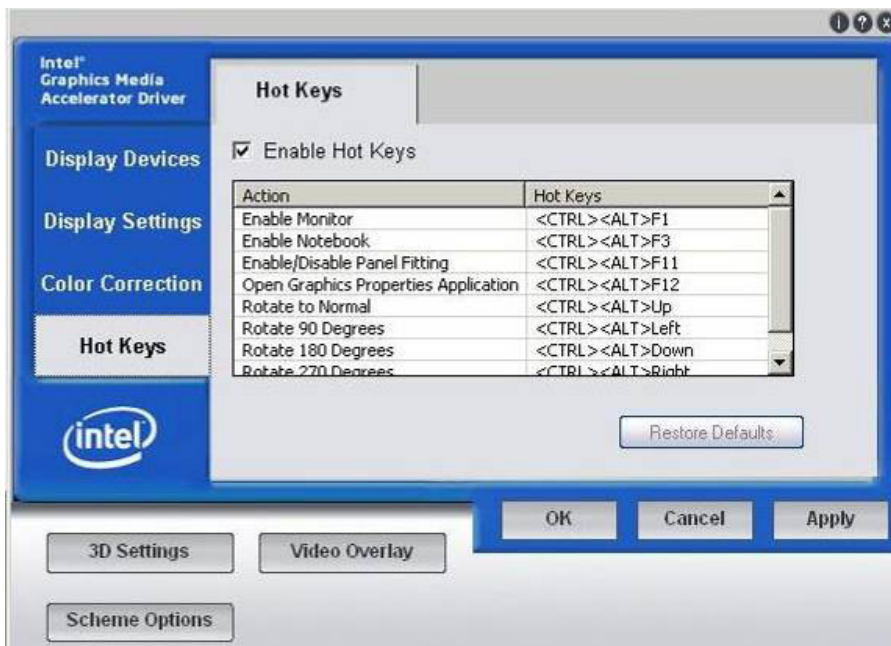 Intel®
Graphics Media
Accelerator Driver
Display Devices
Display Settings
Color Correction
Hot Keys
intel
Hot Keys
Enable Hot Keys
Action Hot Keys
Enable Monitor <CTRL><ALT>F1
Enable Notebook <CTRL><ALT>F3
Enable/Disable Panel Fitting <CTRL><ALT>F11
Open Graphics Properties Application <CTRL><ALT>F12
Rotate to Normal <CTRL><ALT>Up
Rotate 90 Degrees <CTRL><ALT>Left
Rotate 180 Degrees <CTRL><ALT>Down
Rotate 270 Degrees <CTRL><ALT>Right
Restore Defaults
OK Cancel Apply
3D Settings Video Overlay
Scheme Options